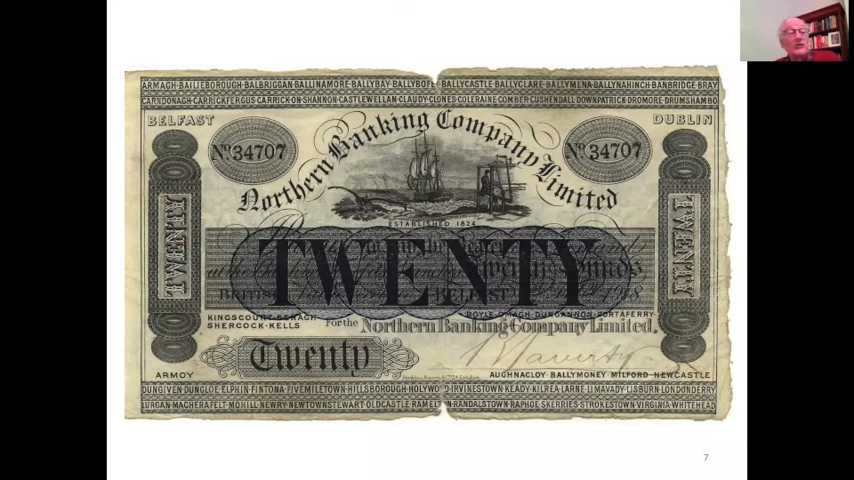 ARMAGH·BAILIEBOROUGH·BALBRIGGAN·BALLINAMORE·BALLYBAY·BALLYBOFEY·BALLYCASTLE·BALLYCLARE·BALLYMENA·BALLYNAHINCH·BANBRIDGE·BRAY
CARNDONAGH·CARRICKFERGUS·CARRICK-ON-SHANNON·CASTLEWELLAN·CLAUDY·CLONES·COLERAINE·COMBER·CUSHENDALL·DOWNPATRICK·DROMORE·DRUMSHAMBO
BELFAST
DUBLIN
No. 34707
No. 34707
Northern Banking Company Limited
ESTABLISHED 1824
TWENTY
TWENTY
TWENTY
Twenty Pounds
KINGSCOURT·
SHERCOCK·KELLS
BOYLE·OMAGH·DUNGANNON·PORTAFERRY
For the Northern Banking Company Limited.
Twenty
ARMOY
AUGHNACLOY BALLYMONEY MILFORD NEWCASTLE
DUNGIVEN·DUNGLOE·ELPHIN·FINTONA·FIVEMILETOWN·HILLSBOROUGH·HOLYWOOD·IRVINESTOWN·KEADY·KILREA·LARNE·LIMAVADY·LISBURN·LONDONDERRY
LURGAN·MAGHERAFELT·MOHILL·NEWRY·NEWTOWNSTEWART·OLDCASTLE·RAMELTON·RANDALSTOWN·RAPHOE·SKERRIES·STROKESTOWN·VIRGINIA·WHITEHEAD
7